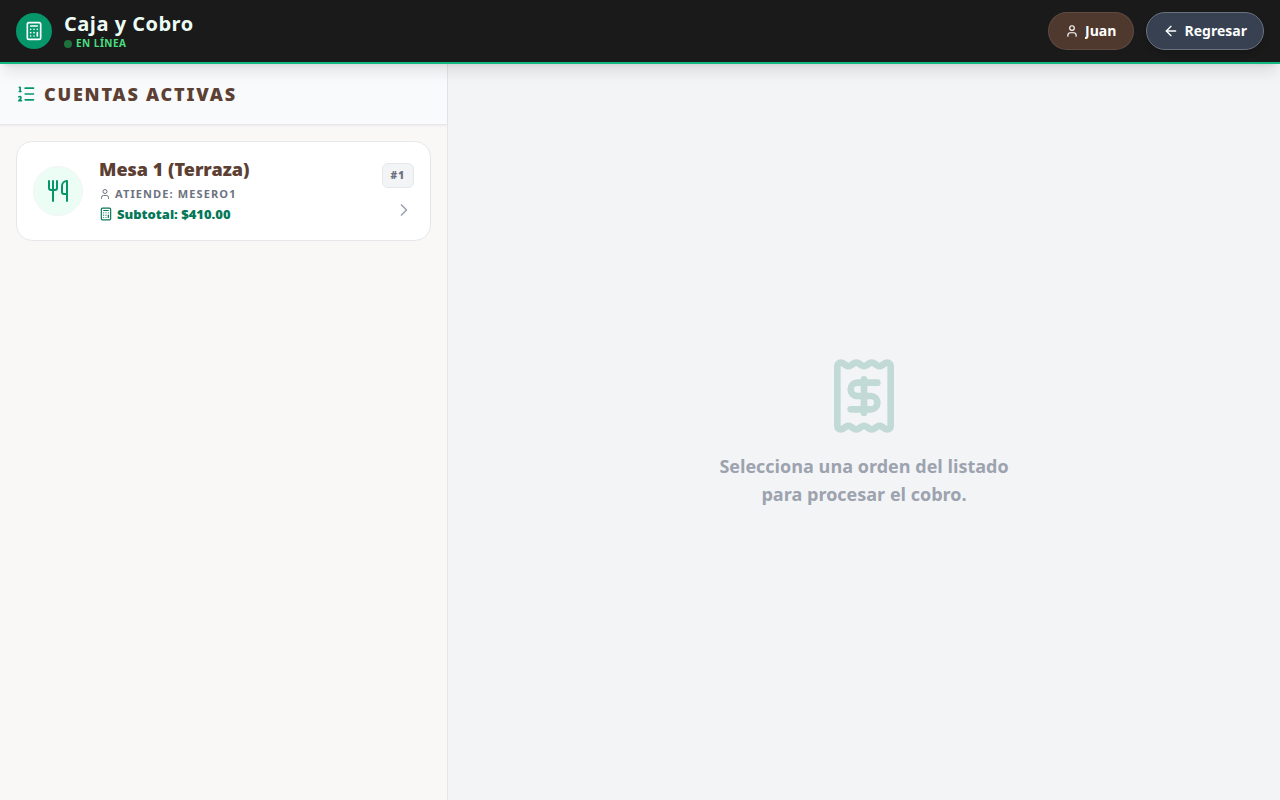 Caja y Cobro
EN LÍNEA
Juan
Regresar
CUENTAS ACTIVAS
Mesa 1 (Terraza)
#1
ATIENDE: MESERO1
Subtotal: $410.00
Selecciona una orden del listado
para procesar el cobro.